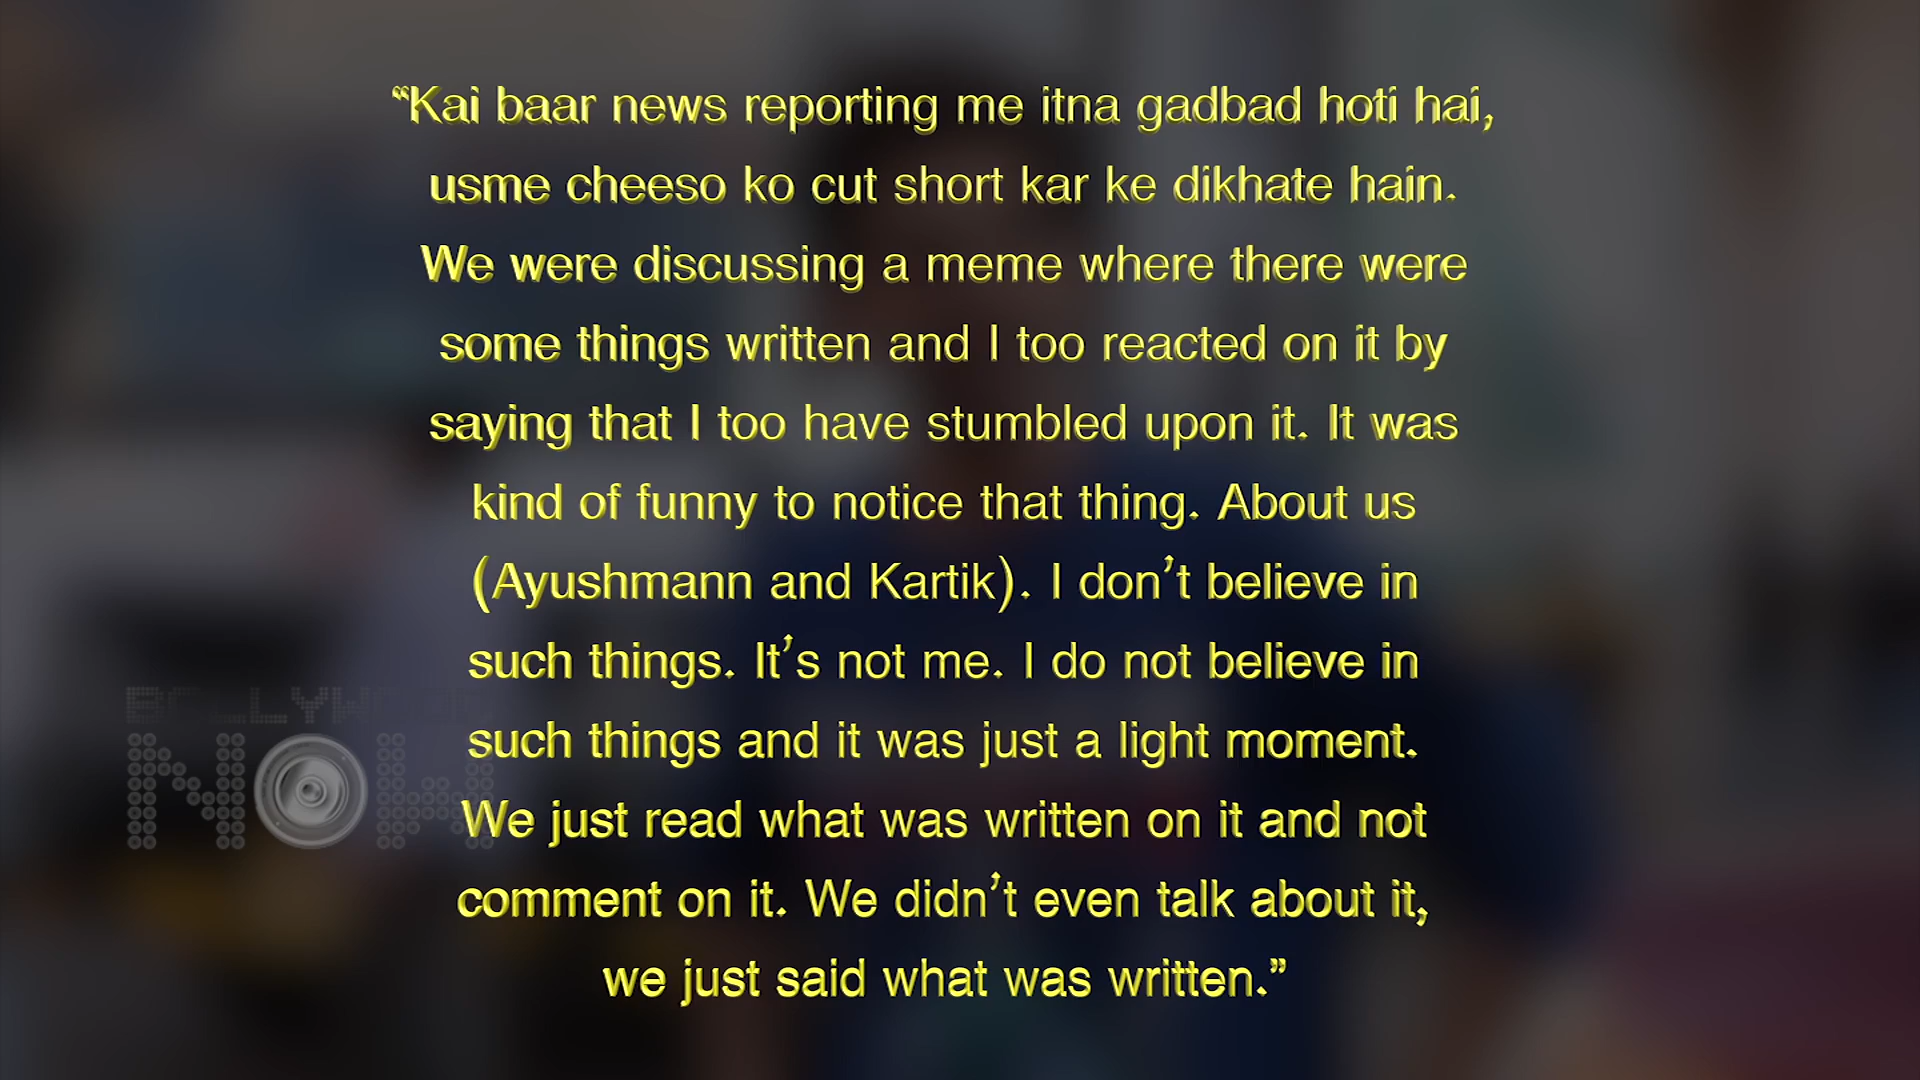 “Kai baar news reporting me itna gadbad hoti hai,
usme cheeso ko cut short kar ke dikhate hain.
We were discussing a meme where there were
some things written and I too reacted on it by
saying that I too have stumbled upon it. It was
kind of funny to notice that thing. About us
(Ayushmann and Kartik). I don’t believe in
such things. It’s not me. I do not believe in
such things and it was just a light moment.
We just read what was written on it and not
comment on it. We didn’t even talk about it,
we just said what was written.”
BOLLYWOOD
NOW